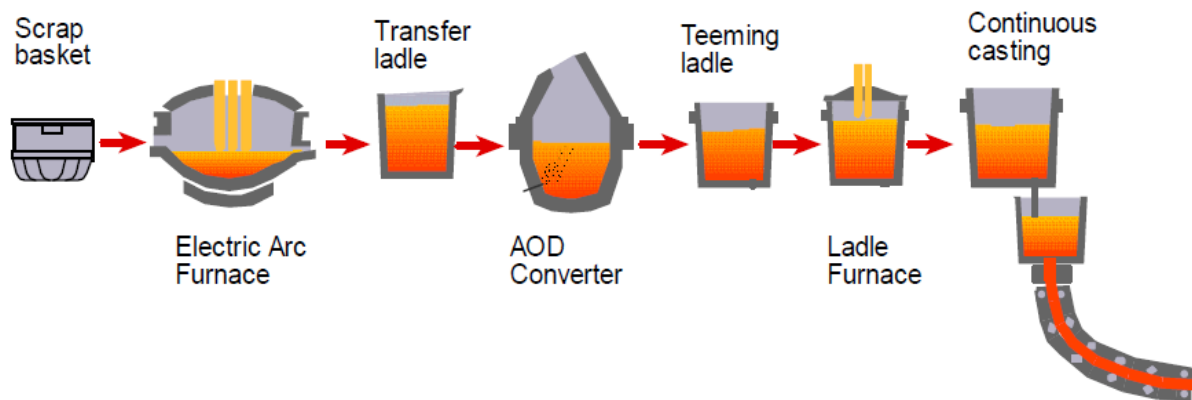 Scrap
basket
Electric Arc
Furnace
Transfer
ladle
AOD
Converter
Teeming
ladle
Ladle
Furnace
Continuous
casting